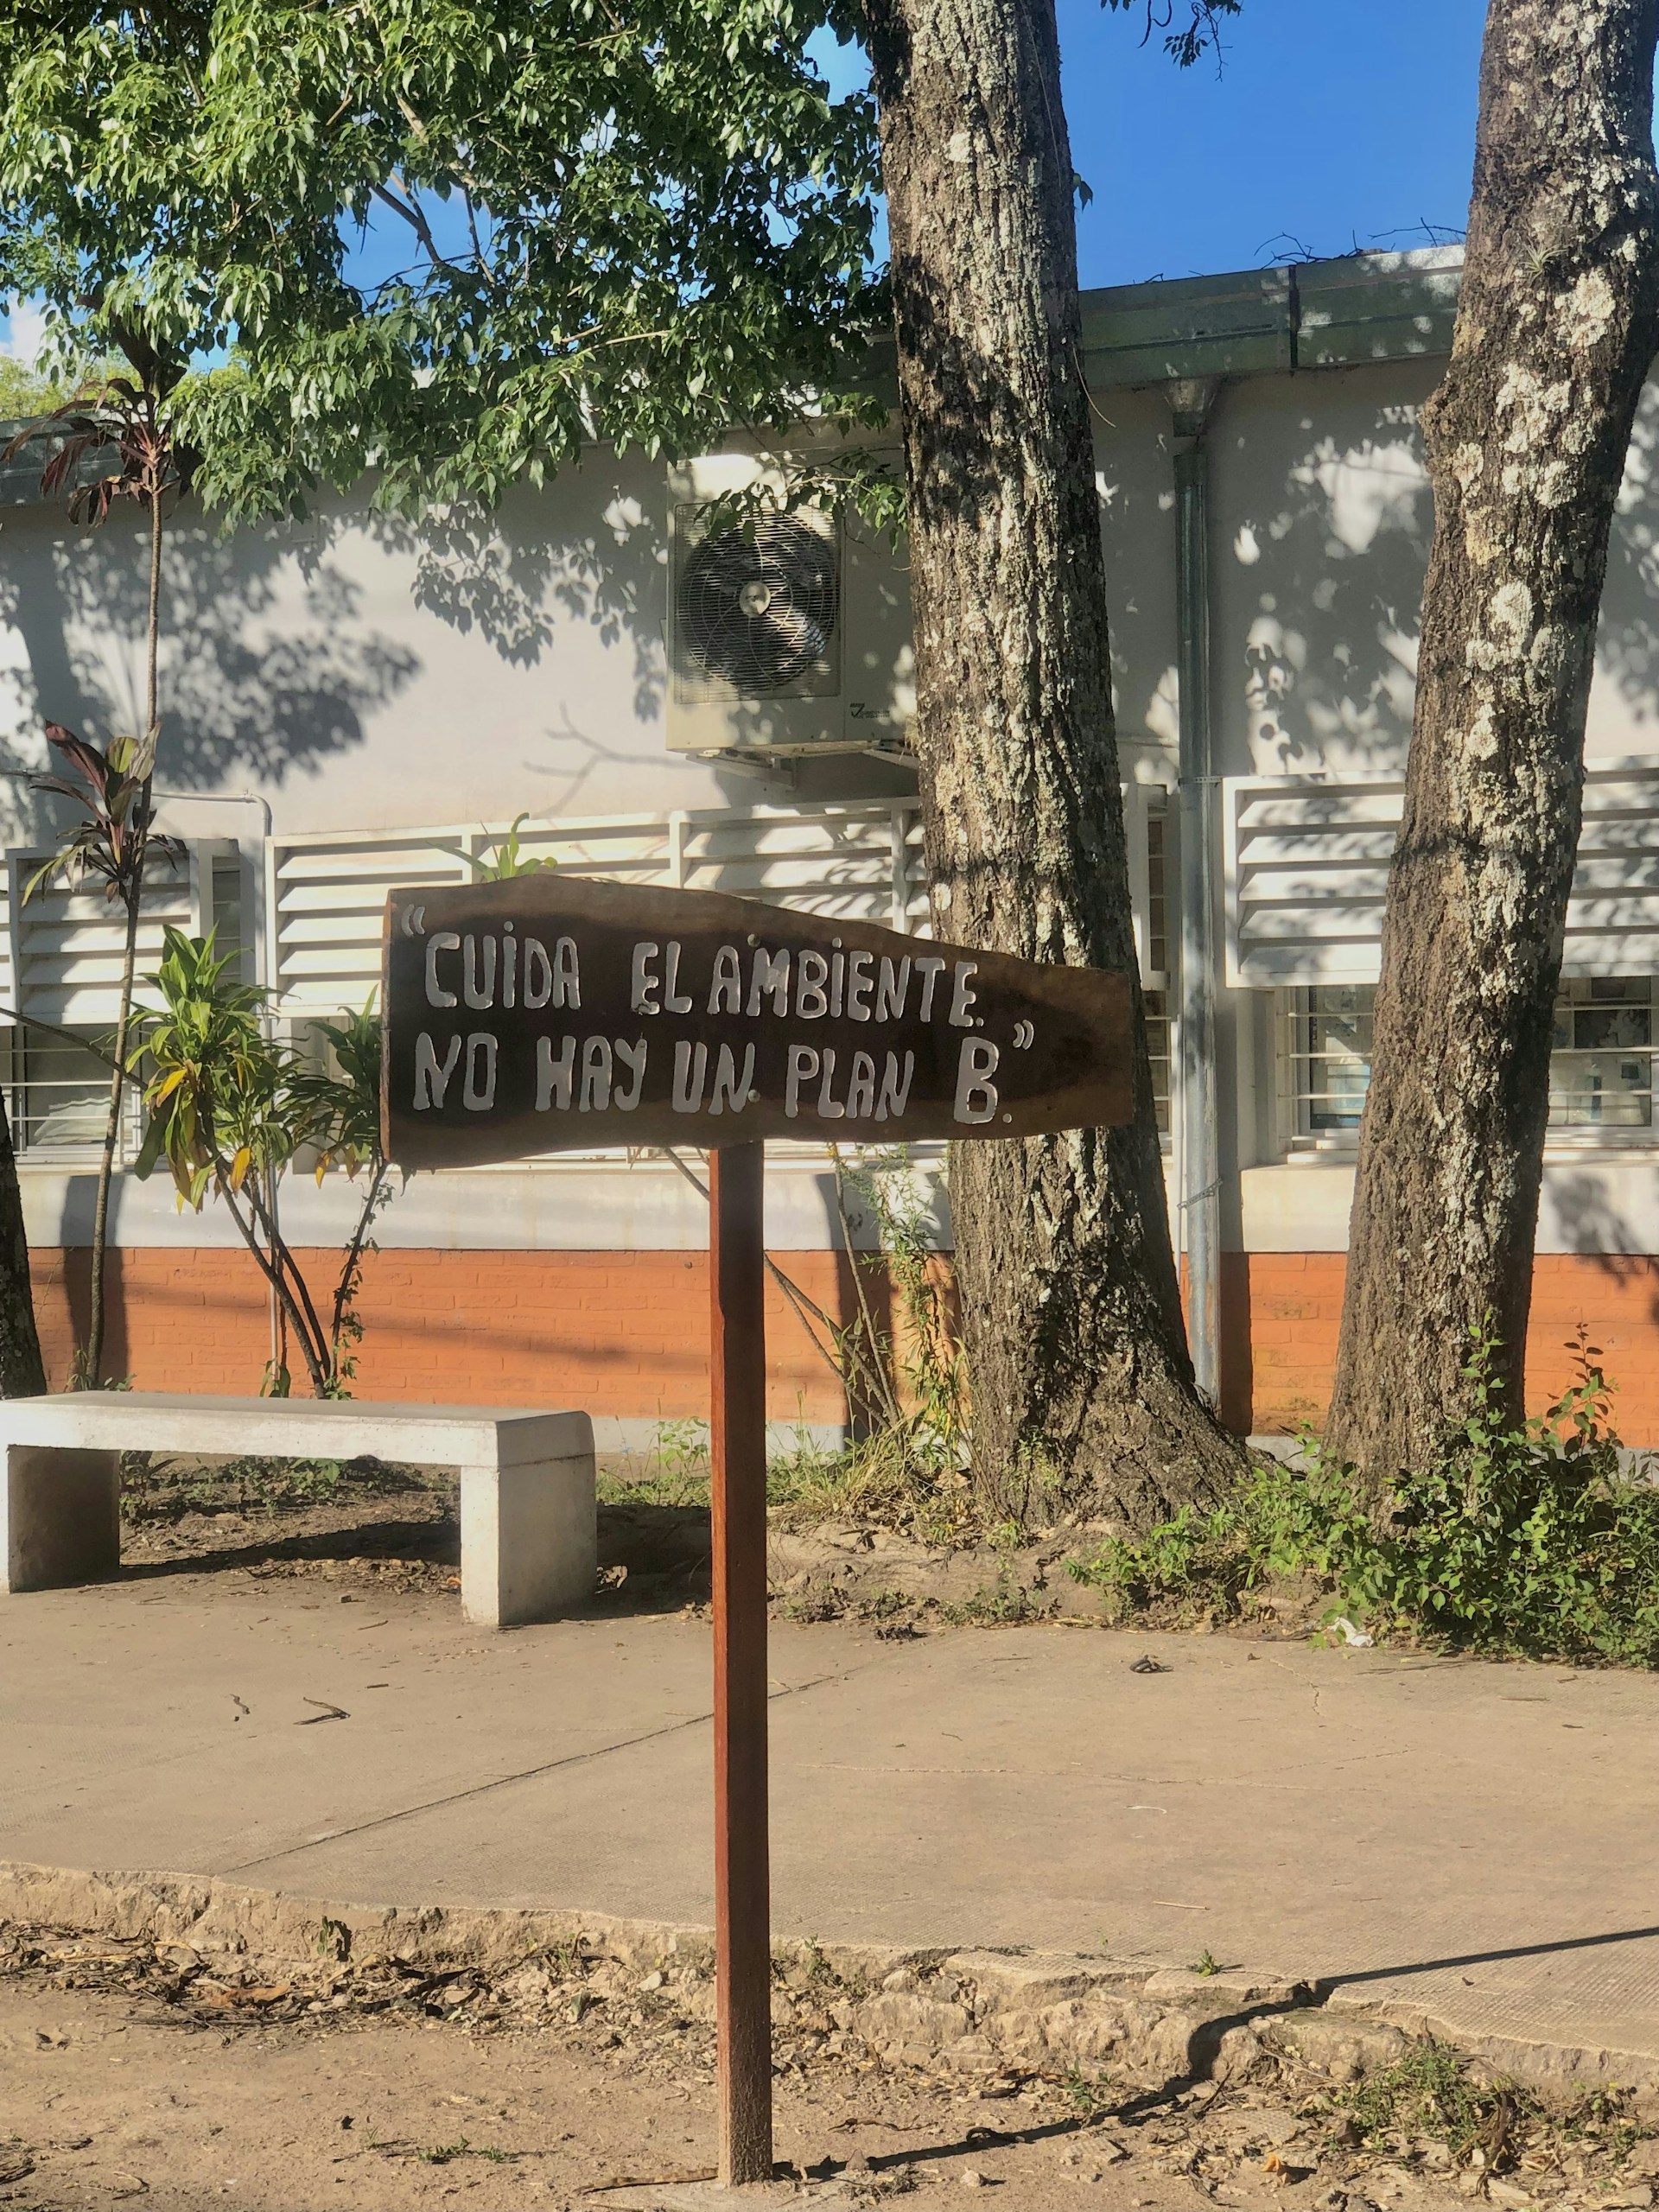 “CUIDA EL AMBIENTE.
NO HAY UN PLAN B.”